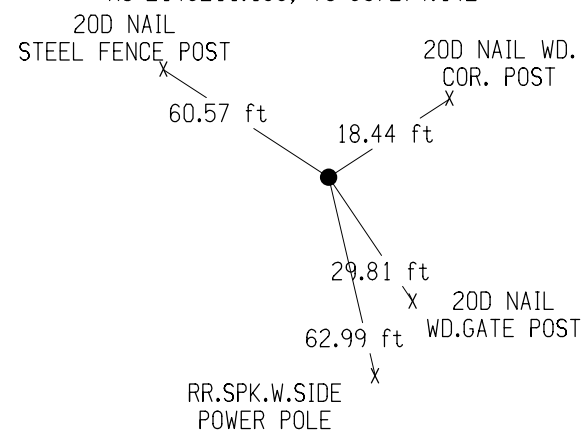 20D NAIL
STEEL FENCE POST
20D NAIL WD.
COR. POST
60.57 ft
18.44 ft
29.81 ft
20D NAIL
WD.GATE POST
62.99 ft
RR.SPK.W.SIDE
POWER POLE